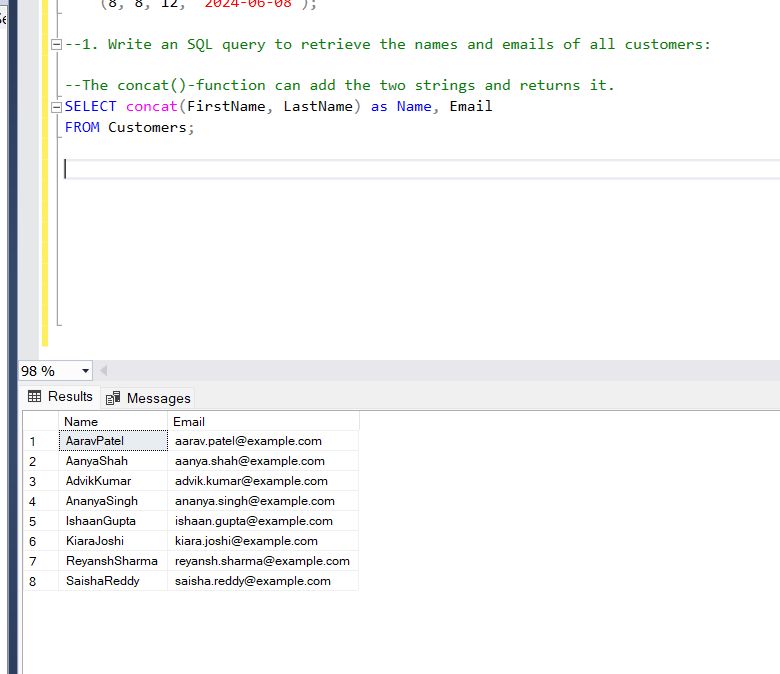 (8, 8, 12, '2024-06-08');
--1. Write an SQL query to retrieve the names and emails of all customers:
--The concat()-function can add the two strings and returns it.
SELECT concat(FirstName, LastName) as Name, Email
FROM Customers;
98 %
Results Messages
Name Email
1 AaravPatel aarav.patel@example.com
2 AanyaShah aanya.shah@example.com
3 AdvikKumar advik.kumar@example.com
4 AnanyaSingh ananya.singh@example.com
5 IshaanGupta ishaan.gupta@example.com
6 KiaraJoshi kiara.joshi@example.com
7 ReyanshSharma reyansh.sharma@example.com
8 SaishaReddy saisha.reddy@example.com